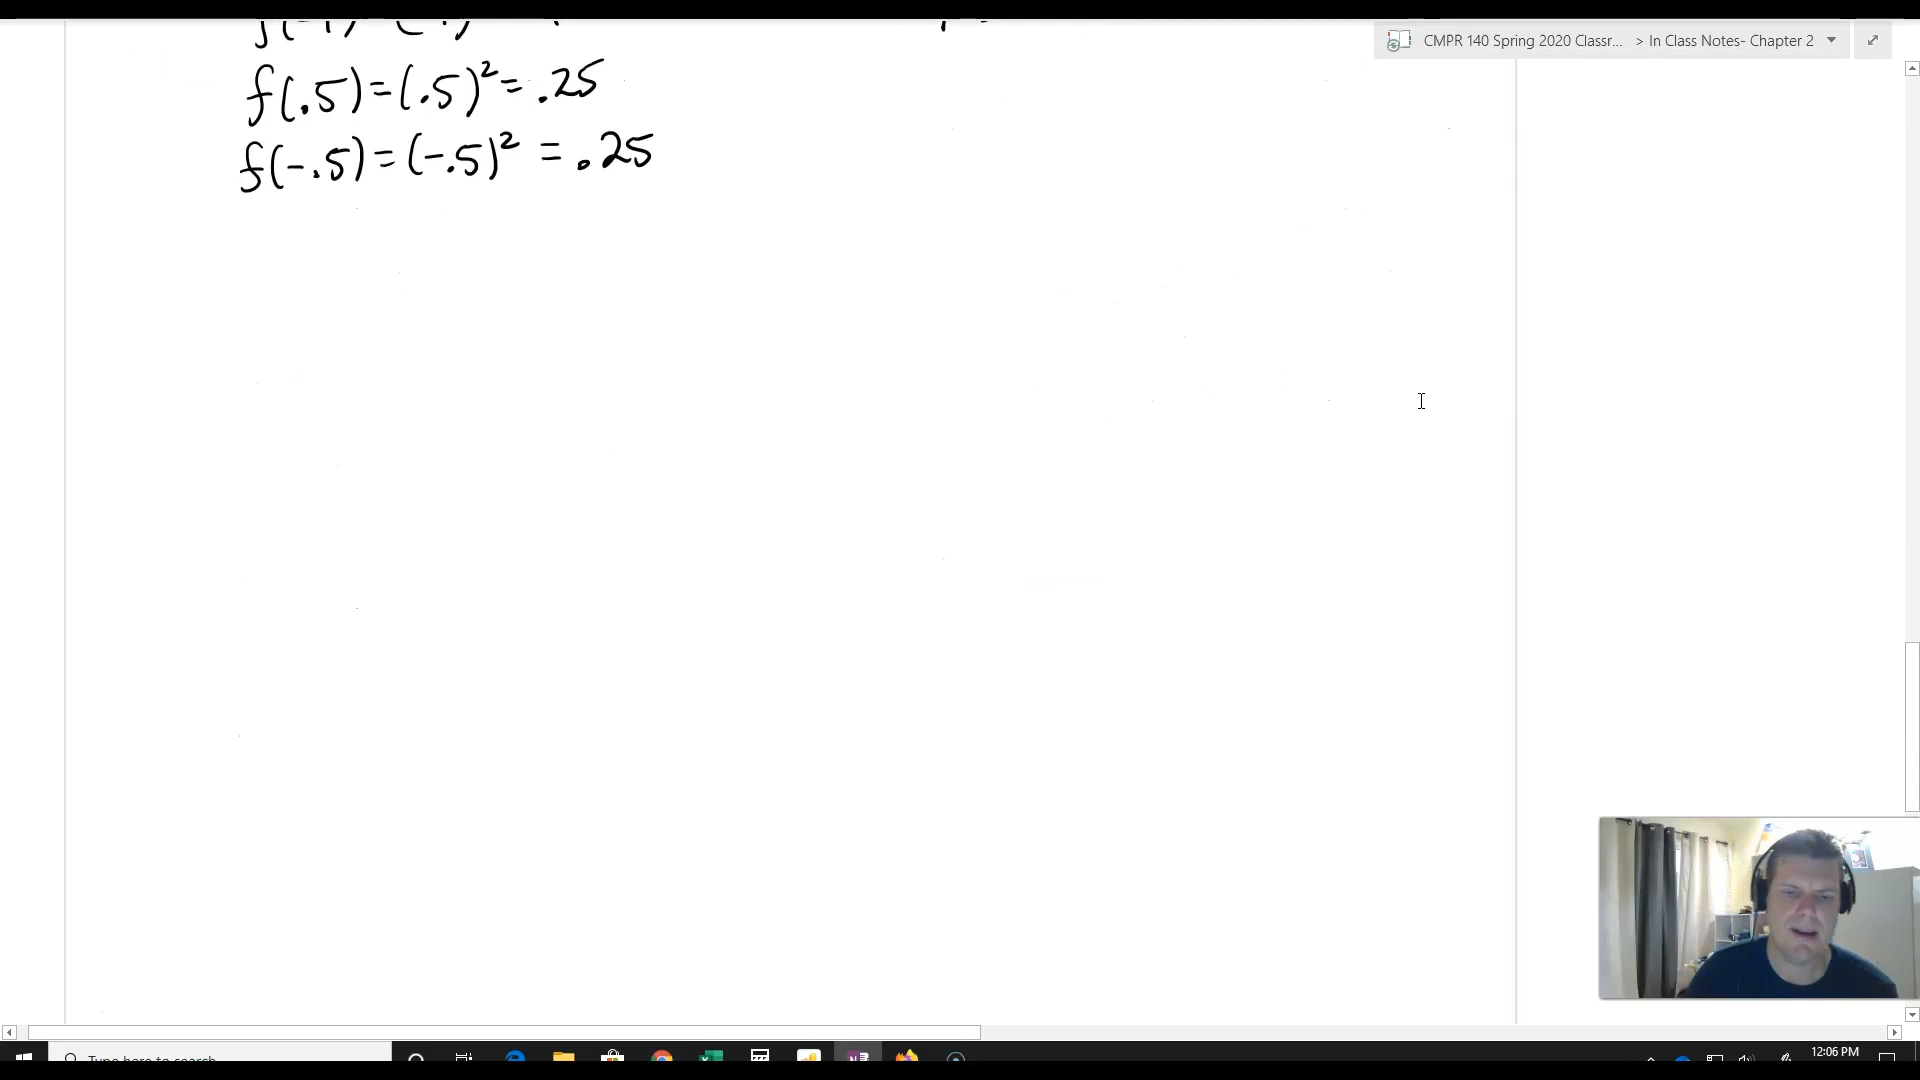 CMPR 140 Spring 2020 Classr... > In Class Notes- Chapter 2
f(.5)=(.5)²=.25
f(-.5)=(-.5)² = .25
12:06 PM